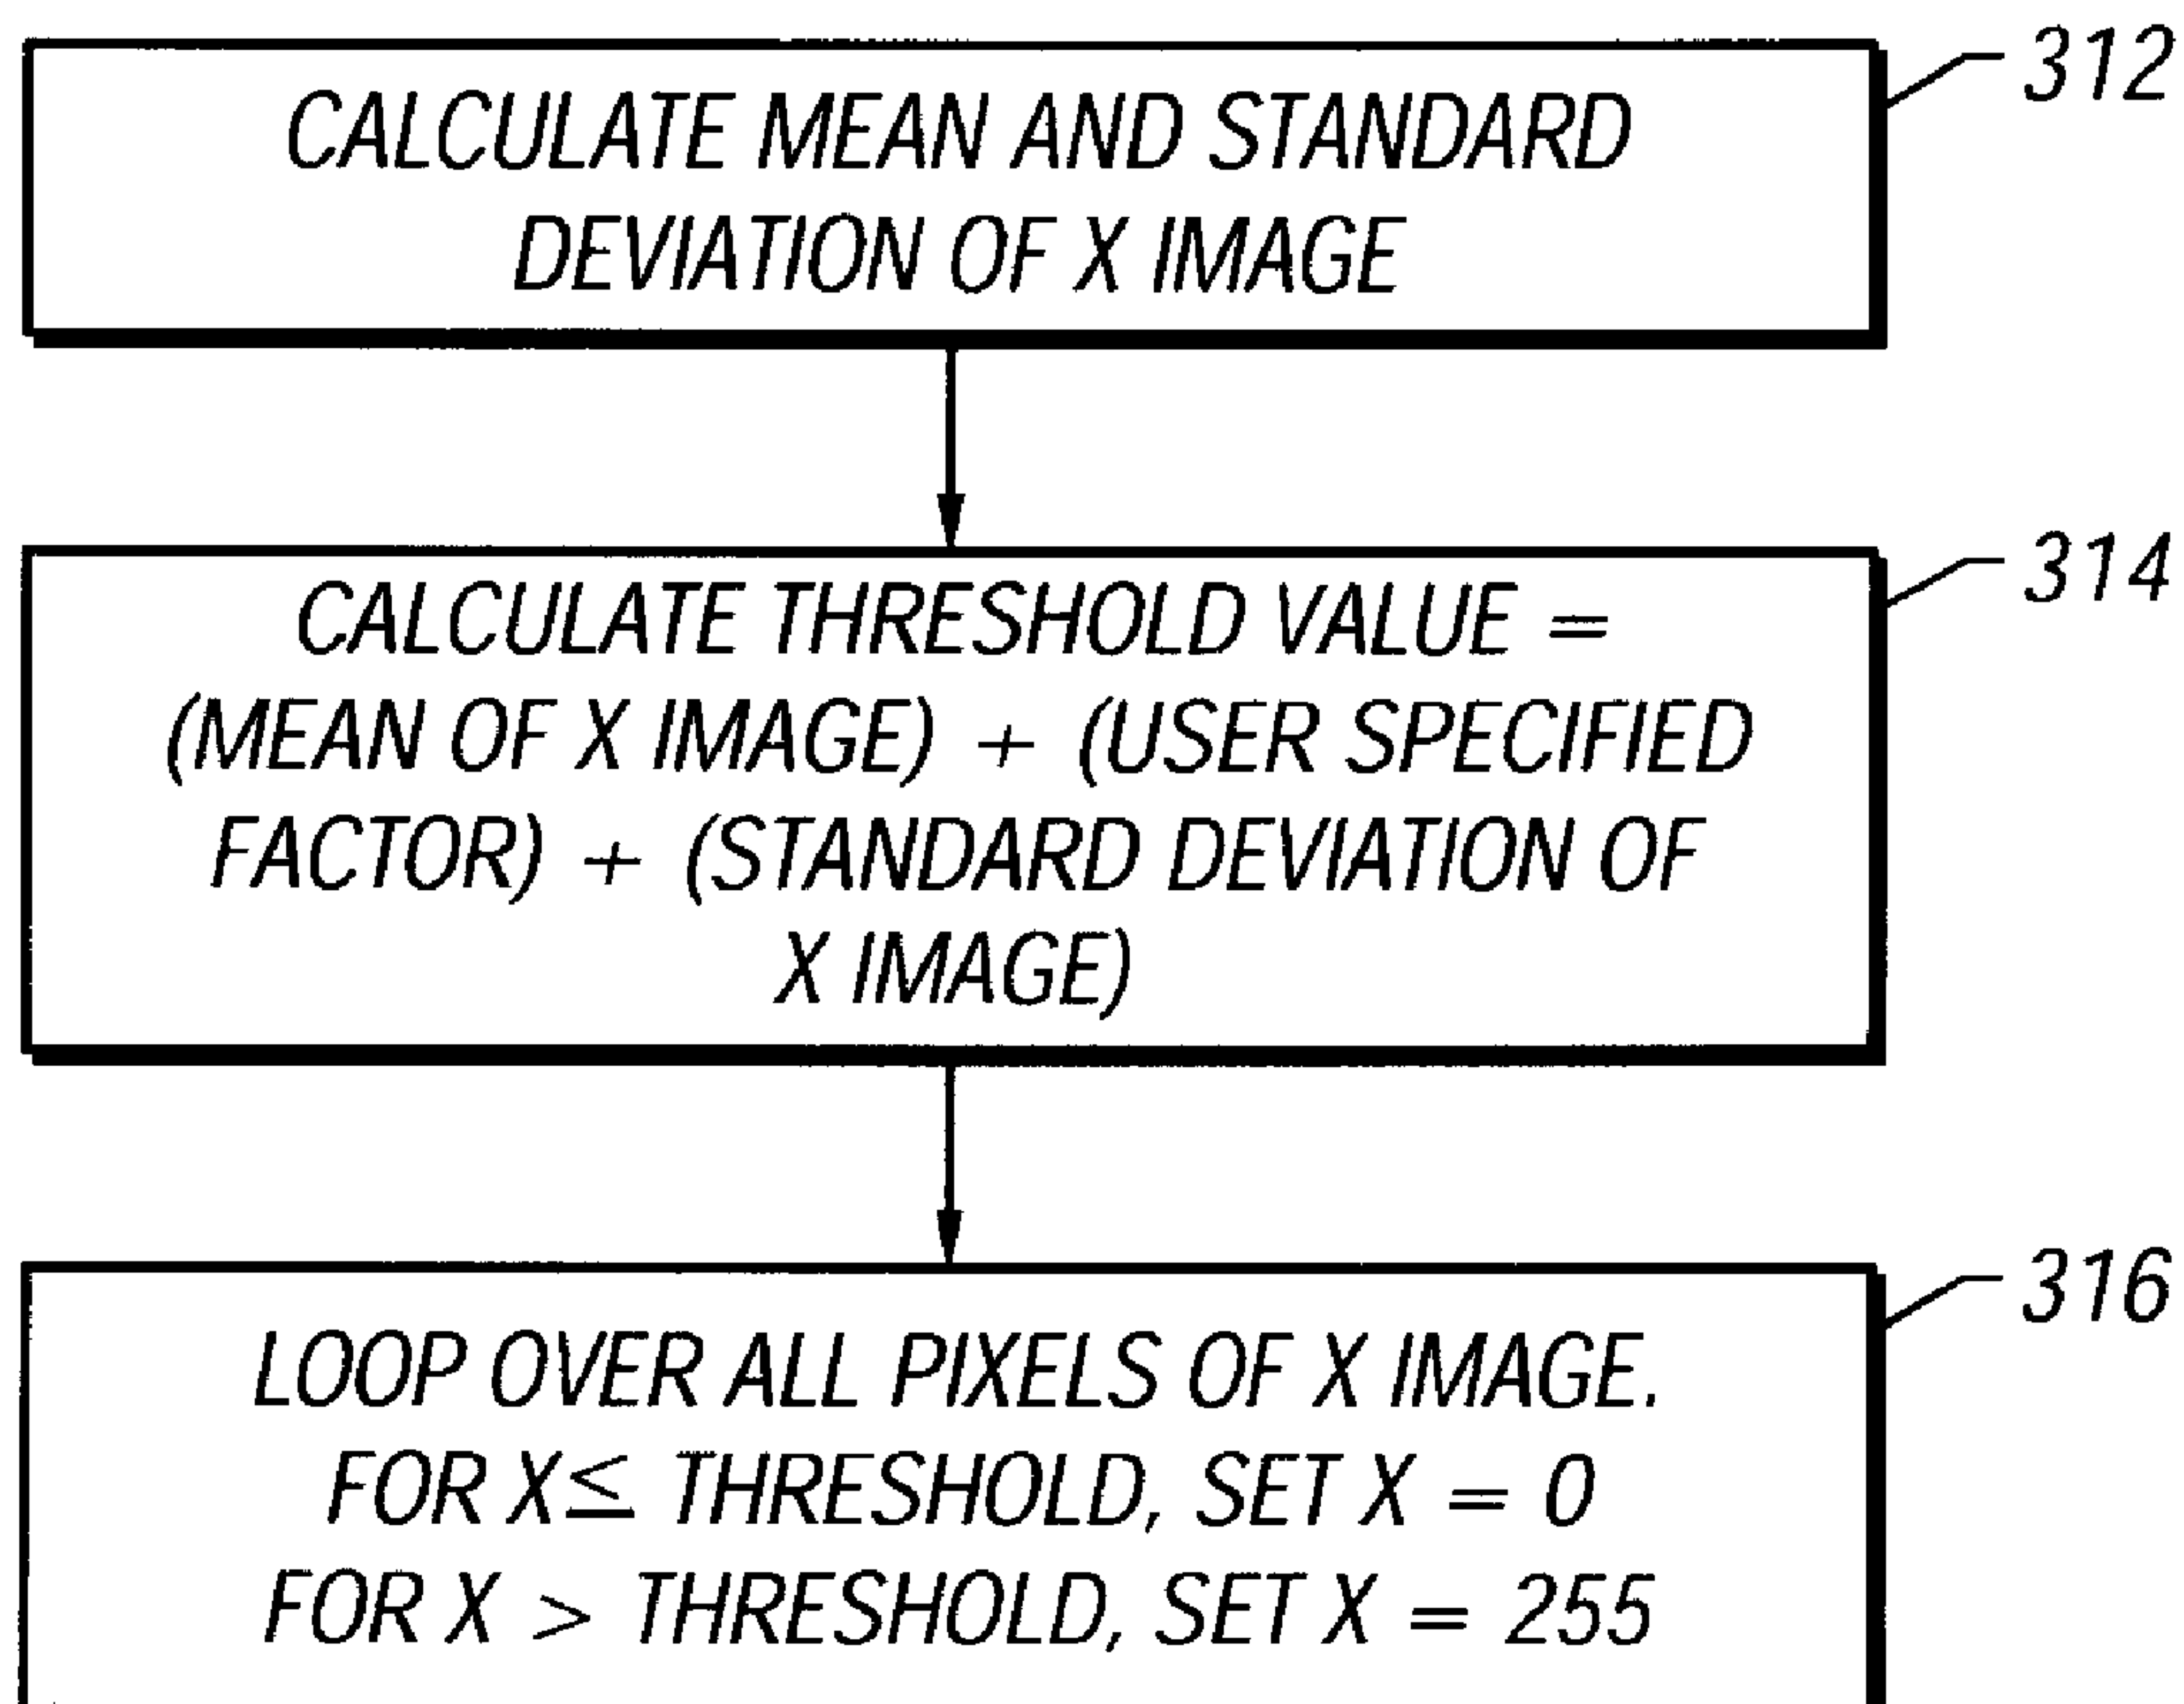 312
CALCULATE MEAN AND STANDARD
DEVIATION OF X IMAGE
314
CALCULATE THRESHOLD VALUE =
(MEAN OF X IMAGE) + (USER SPECIFIED
FACTOR) + (STANDARD DEVIATION OF
X IMAGE)
316
LOOP OVER ALL PIXELS OF X IMAGE.
FOR X≤ THRESHOLD, SET X = 0
FOR X > THRESHOLD, SET X = 255